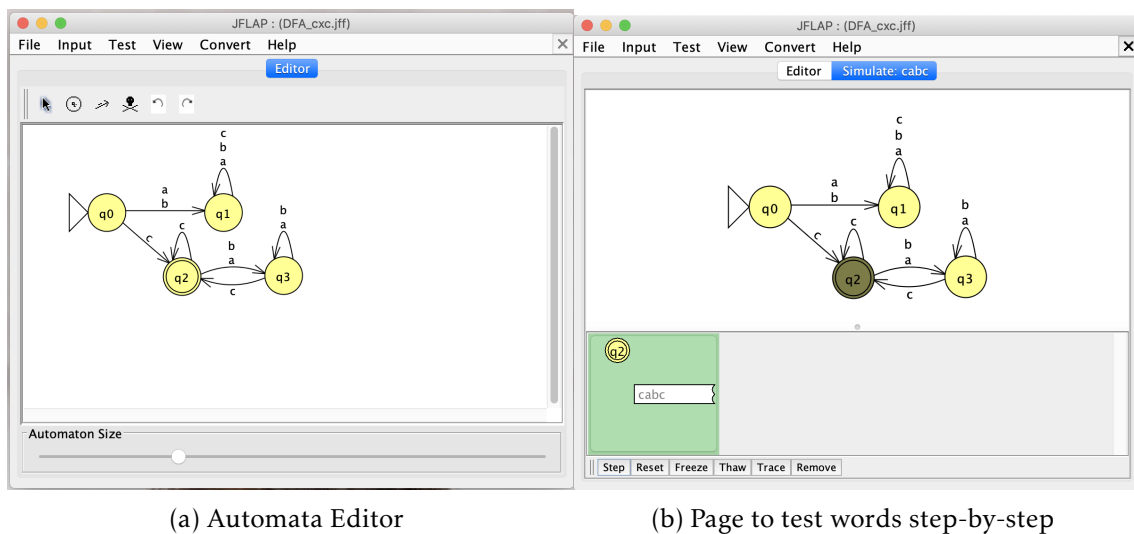 JFLAP : (DFA_cxc.jff)
File Input Test View Convert Help
Editor
c
b
a
a
b
q0
q1
c
c
b
a
b
a
q2
q3
c
Automaton Size
(a) Automata Editor
JFLAP : (DFA_cxc.jff)
File Input Test View Convert Help
Editor Simulate: cabc
c
b
a
a
b
q0
q1
c
c
b
a
b
a
q2
q3
c
q2
cabc
Step Reset Freeze Thaw Trace Remove
(b) Page to test words step-by-step